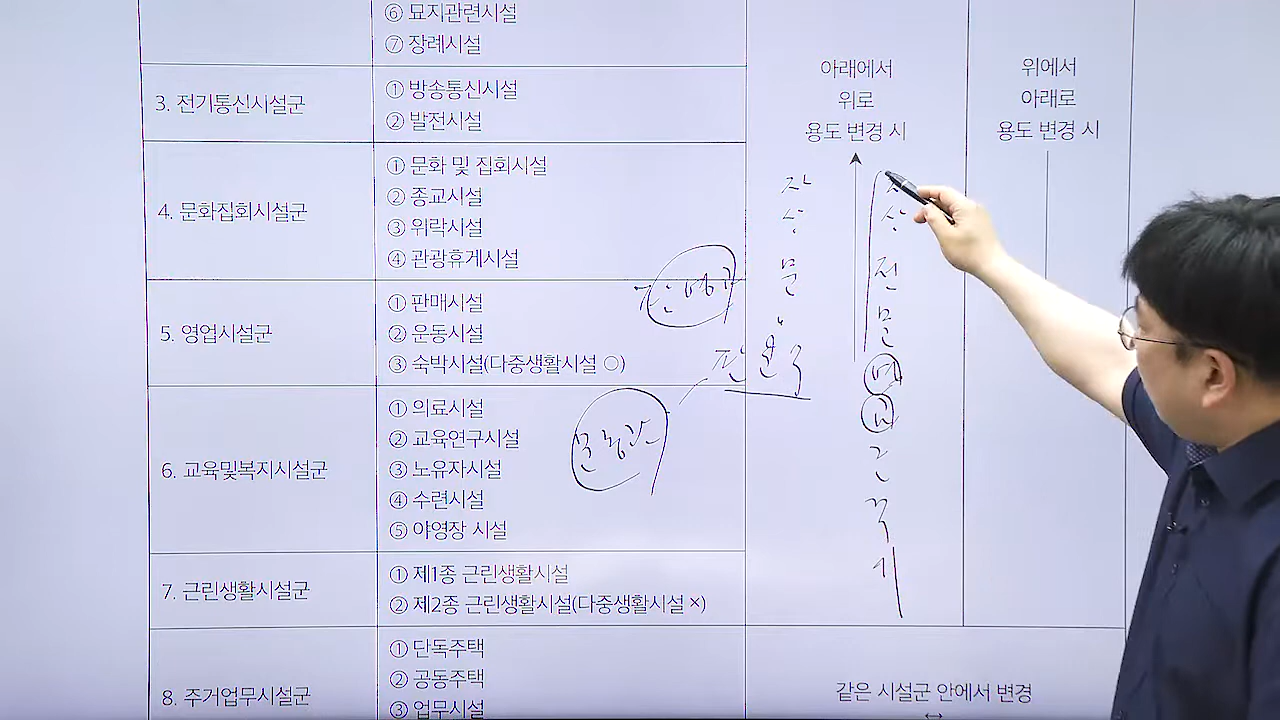 ⑥ 묘지관련시설
⑦ 장례시설
3. 전기통신시설군
① 방송통신시설
② 발전시설
4. 문화집회시설군
① 문화 및 집회시설
② 종교시설
③ 위락시설
④ 관광휴게시설
5. 영업시설군
① 판매시설
② 운동시설
③ 숙박시설(다중생활시설 ○)
6. 교육및복지시설군
① 의료시설
② 교육연구시설
③ 노유자시설
④ 수련시설
⑤ 야영장 시설
7. 근린생활시설군
① 제1종 근린생활시설
② 제2종 근린생활시설(다중생활시설 ×)
8. 주거업무시설군
① 단독주택
② 공동주택
③ 업무시설
아래에서
위로
용도 변경 시
위에서
아래로
용도 변경 시
같은 시설군 안에서 변경
↔
자
상
문
상
전
문
영
교
근